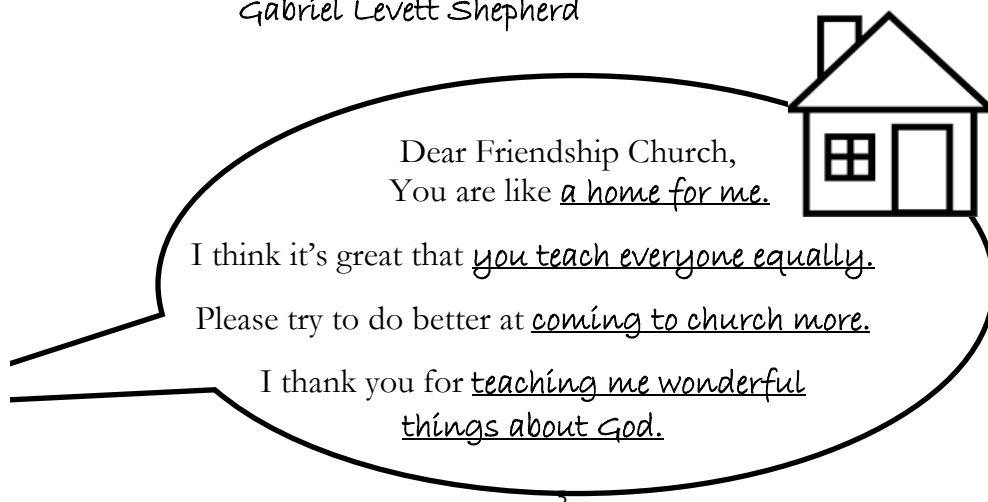 Gabriel Levett Shepherd
Dear Friendship Church,
You are like a home for me.
I think it’s great that you teach everyone equally.
Please try to do better at coming to church more.
I thank you for teaching me wonderful
things about God.